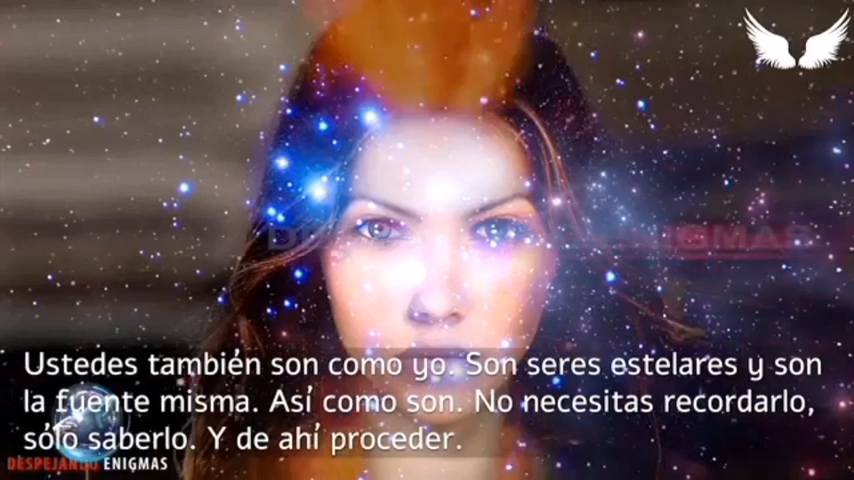 Ustedes también son como yo. Son seres estelares y son
la fuente misma. Así como son. No necesitas recordarlo,
sólo saberlo. Y de ahí proceder.
DESPEJANDO ENIGMAS